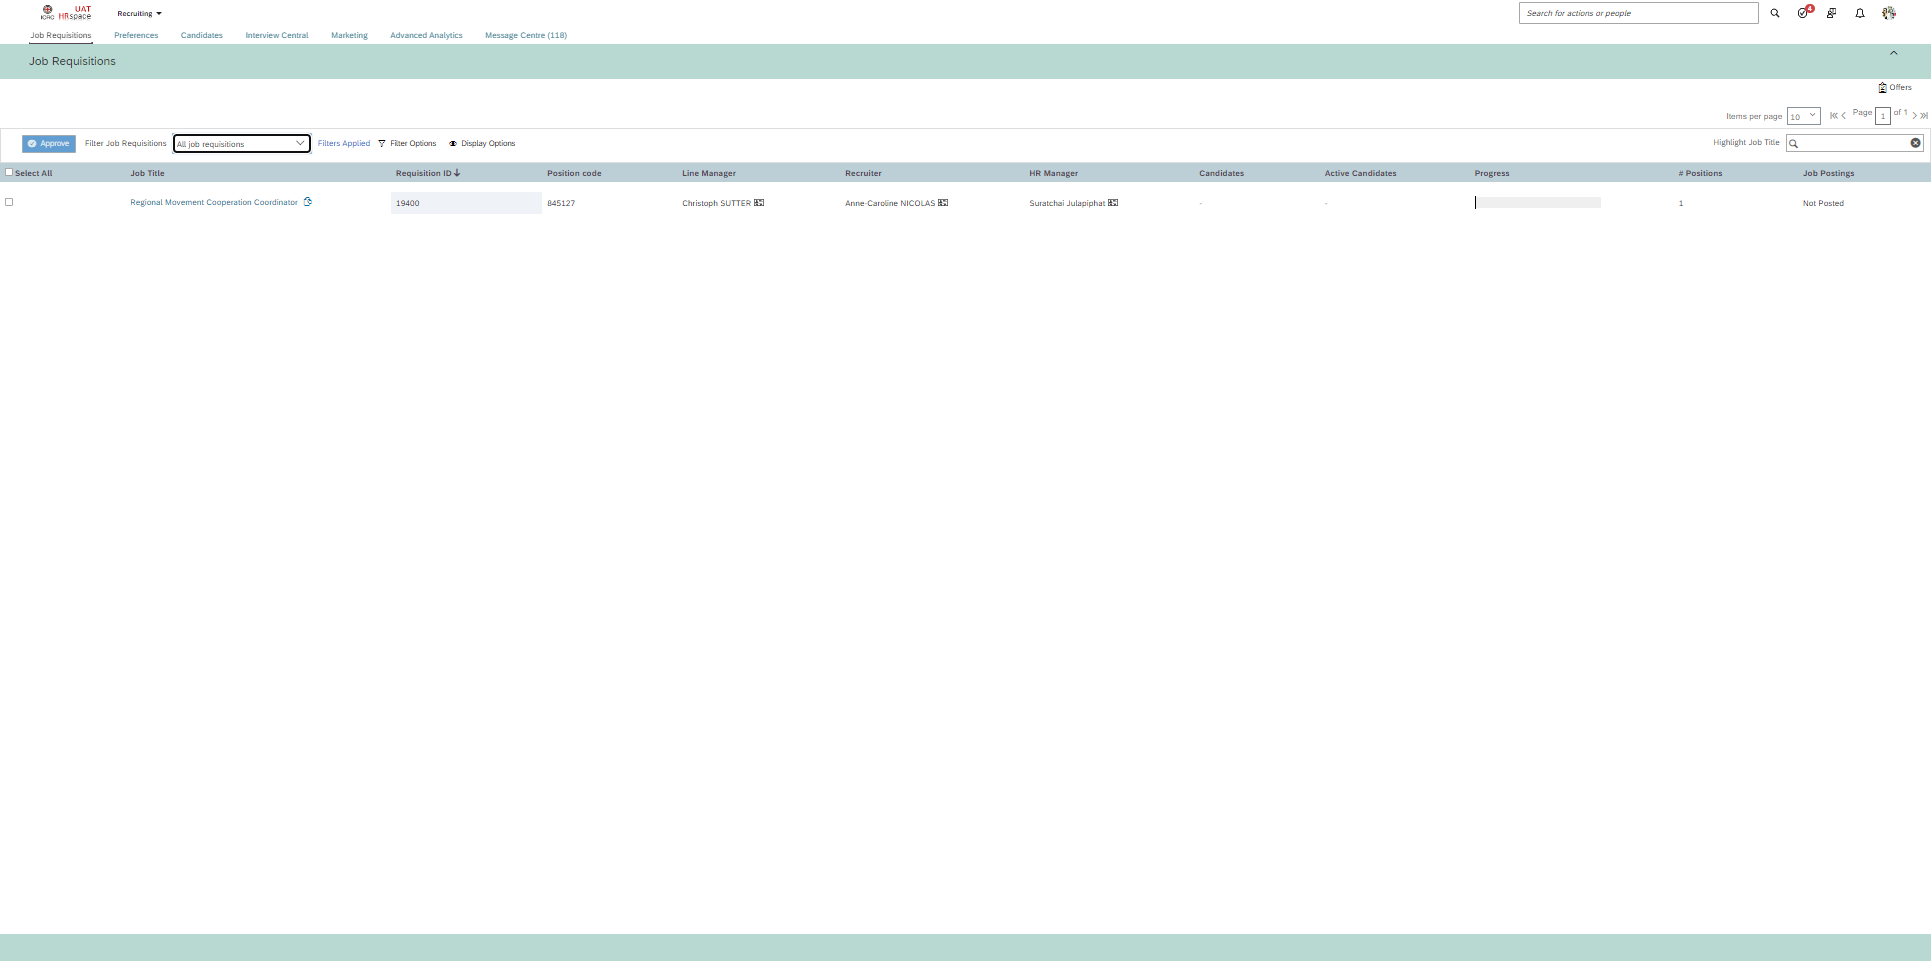 ICRC
UAT
HRspace
Recruiting
Search for actions or people
4
Job Requisitions
Preferences
Candidates
Interview Central
Marketing
Advanced Analytics
Message Centre (118)
Job Requisitions
Offers
Items per page
10
Page
1
of 1
Approve
Filter Job Requisitions
All job requisitions
Filters Applied
Filter Options
Display Options
Highlight Job Title
Select All
Job Title
Requisition ID
Position code
Line Manager
Recruiter
HR Manager
Candidates
Active Candidates
Progress
# Positions
Job Postings
Regional Movement Cooperation Coordinator
19400
845127
Christoph SUTTER
Anne-Caroline NICOLAS
Suratchai Julapiphat
-
-
1
Not Posted